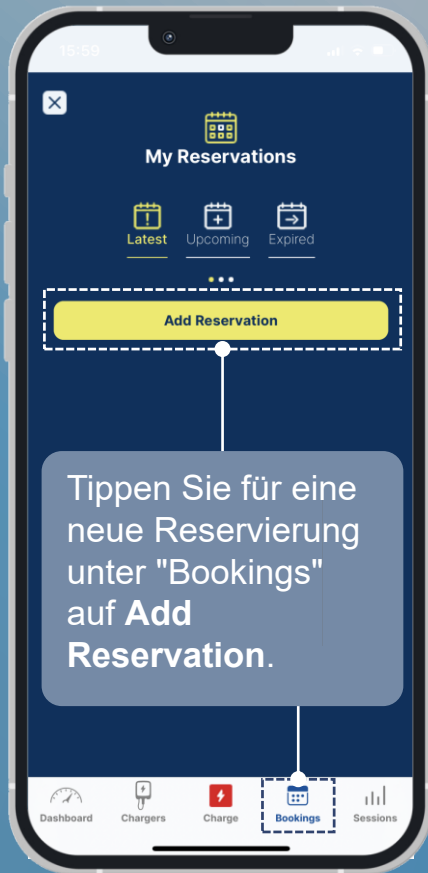 15:59
My Reservations
Latest Upcoming Expired
Add Reservation
Tippen Sie für eine
neue Reservierung
unter "Bookings"
auf Add
Reservation.
Dashboard Chargers Charge Bookings Sessions